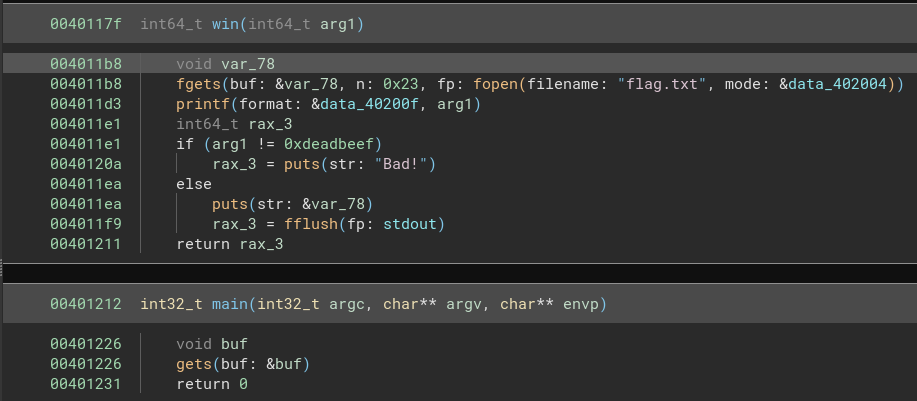 0040117f int64_t win(int64_t arg1)
004011b8 void var_78
004011b8 fgets(buf: &var_78, n: 0x23, fp: fopen(filename: "flag.txt", mode: &data_402004))
004011d3 printf(format: &data_40200f, arg1)
004011e1 int64_t rax_3
004011e1 if (arg1 != 0xdeadbeef)
0040120a rax_3 = puts(str: "Bad!")
004011ea else
004011ea puts(str: &var_78)
004011f9 rax_3 = fflush(fp: stdout)
00401211 return rax_3
00401212 int32_t main(int32_t argc, char** argv, char** envp)
00401226 void buf
00401226 gets(buf: &buf)
00401231 return 0